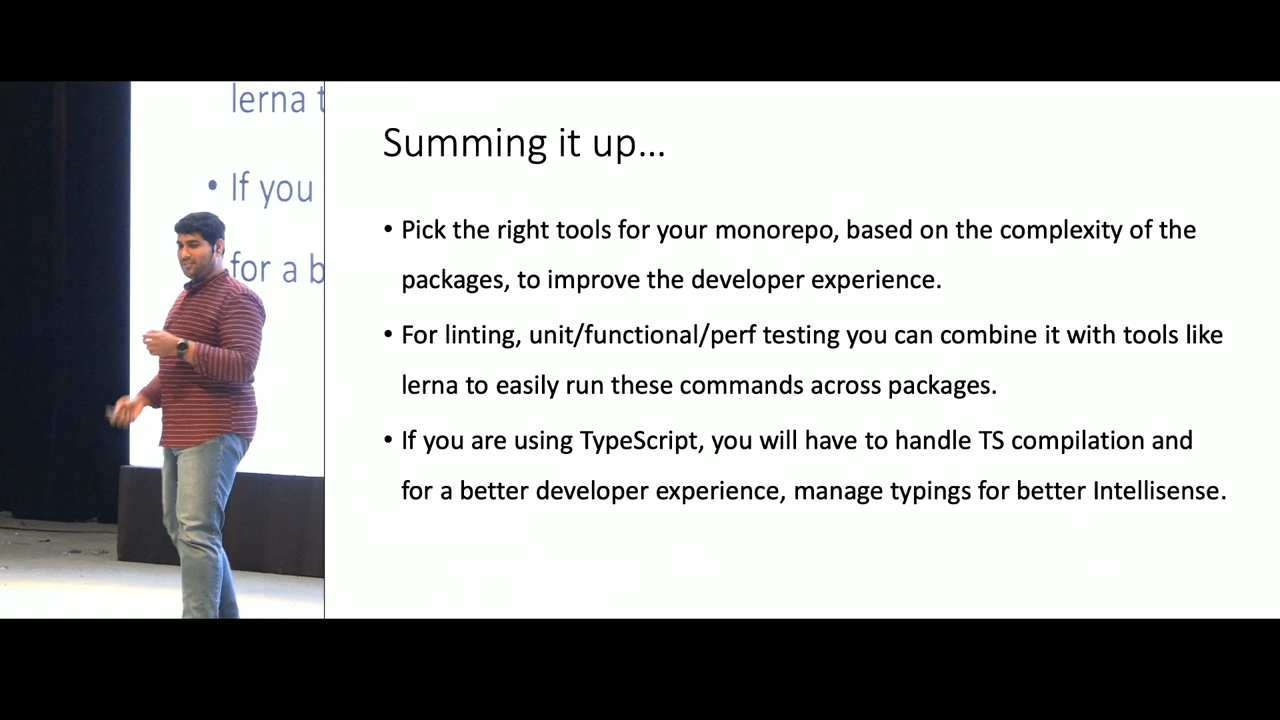 lerna t
• If you
for a b
Summing it up...
• Pick the right tools for your monorepo, based on the complexity of the
packages, to improve the developer experience.
• For linting, unit/functional/perf testing you can combine it with tools like
lerna to easily run these commands across packages.
• If you are using TypeScript, you will have to handle TS compilation and
for a better developer experience, manage typings for better Intellisense.